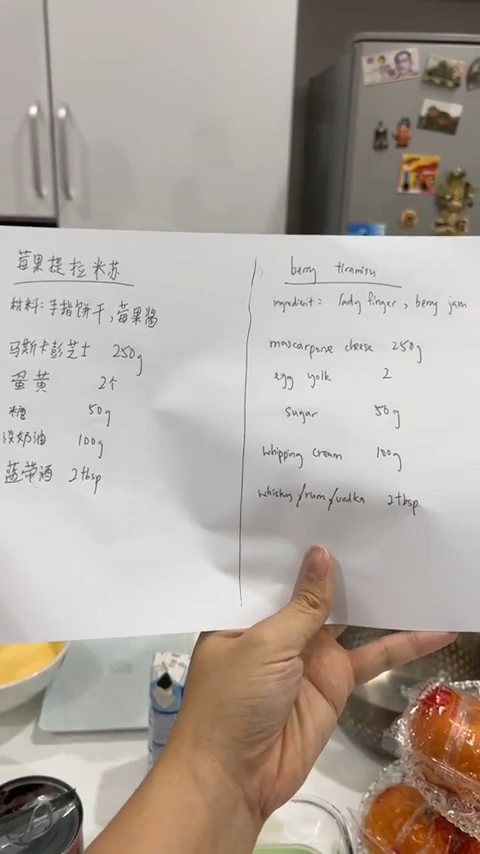 莓果提拉米苏
材料：手指饼干，莓果酱
马斯卡彭芝士 250g
蛋黄 2个
糖 50g
淡奶油 100g
蓝带酒 2tbsp
berry tiramisu
ingredient: lady finger, berry jam
mascarpone cheese 250g
egg yolk 2
sugar 50g
whipping cream 100g
whiskey/rum/vodka 2tbsp